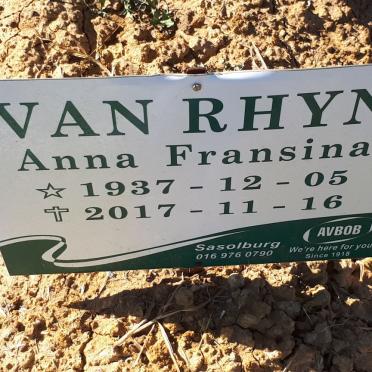 VAN RHYN
Anna Fransina
☆ 1937 - 12 - 05
✝ 2017 - 11 - 16
AVBOB
Sasolburg
016 976 0790
We're here for you
Since 1918